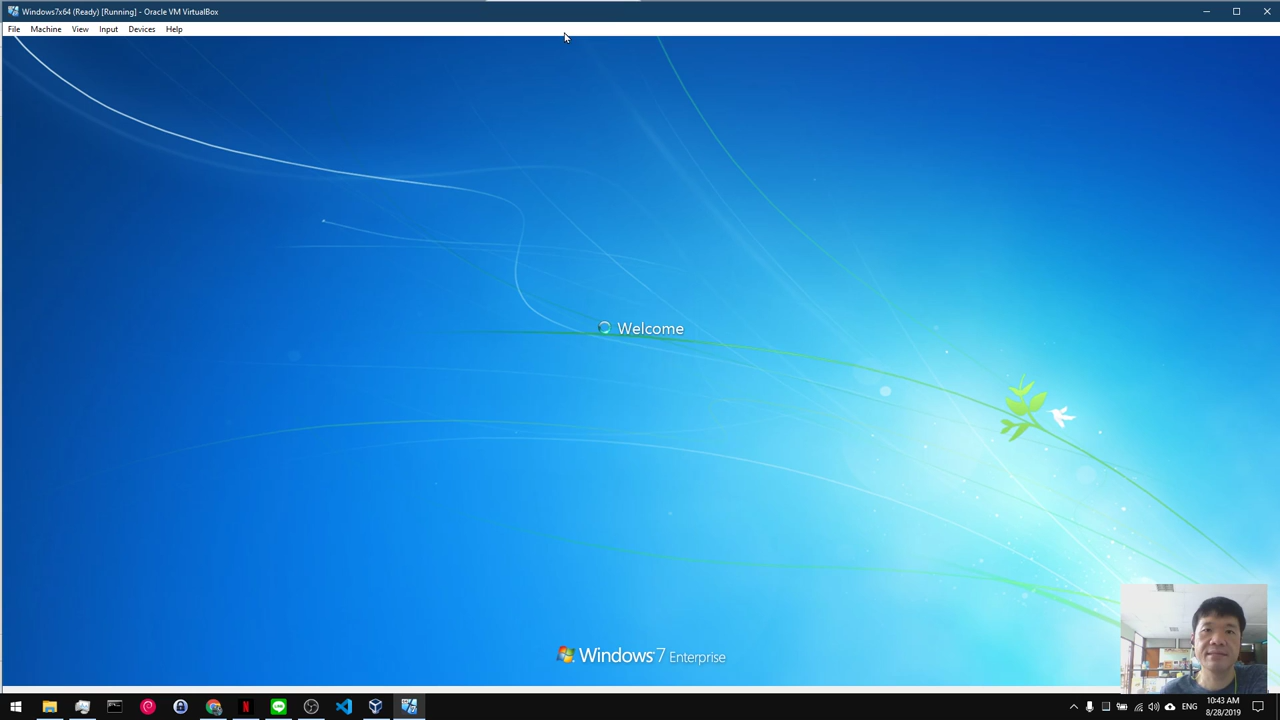 Windows7x64 (Ready) [Running] - Oracle VM VirtualBox
File Machine View Input Devices Help
Welcome
Windows 7 Enterprise
ENG
10:43 AM
8/28/2019